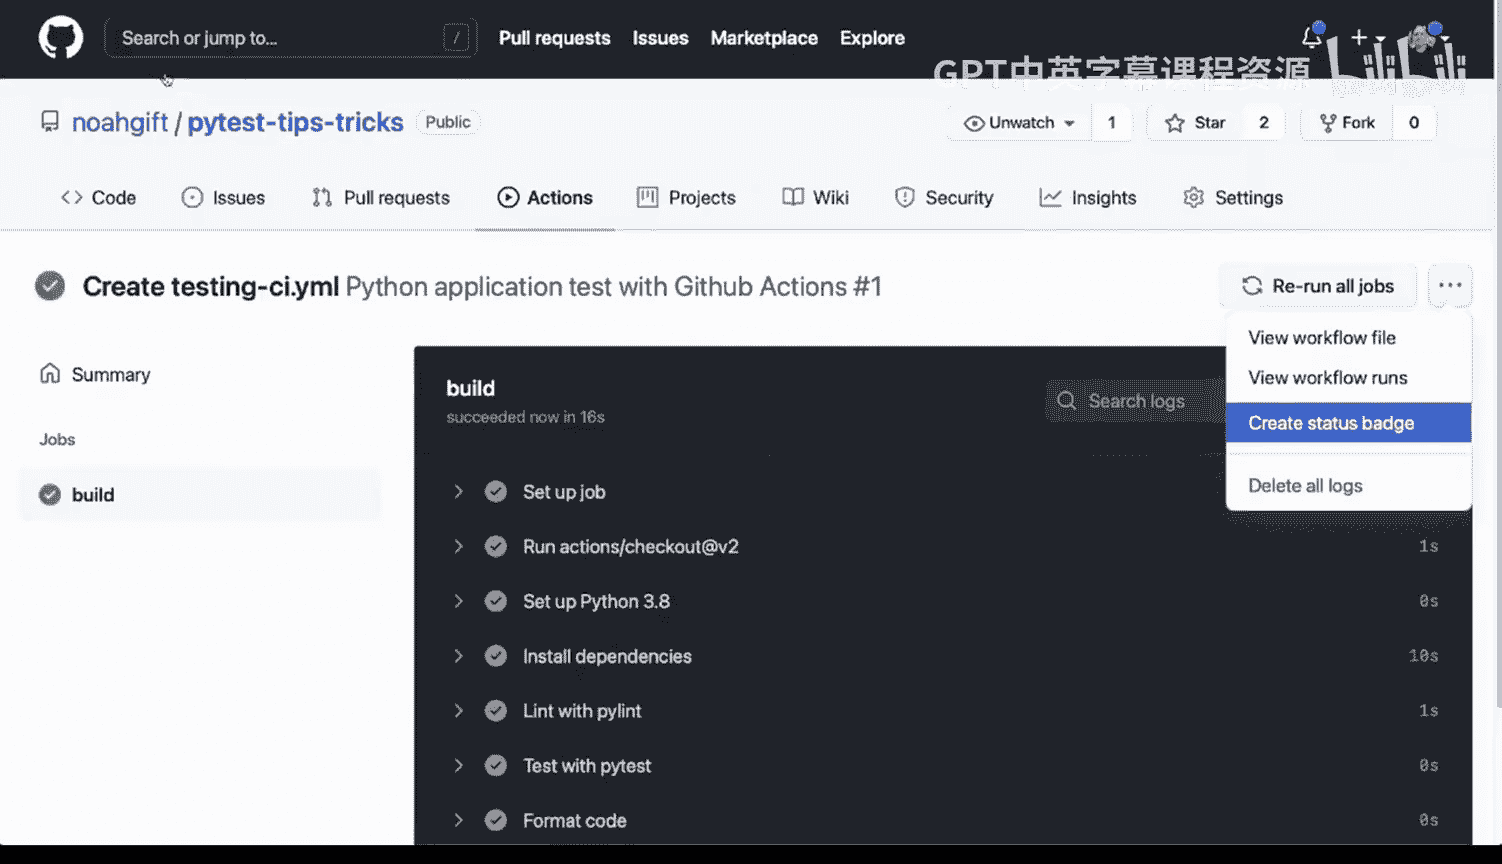 Search or jump to... / Pull requests Issues Marketplace Explore
GPT中英字幕课程资源 bilibili
noahgift / pytest-tips-tricks Public Unwatch 1 Star 2 Fork 0
Code Issues Pull requests Actions Projects Wiki Security Insights Settings
Create testing-ci.yml Python application test with Github Actions #1 Re-run all jobs ...
View workflow file
View workflow runs
Create status badge
Delete all logs
Summary
Jobs
build
build
succeeded now in 16s
Search logs
Set up job
Run actions/checkout@v2 1s
Set up Python 3.8 0s
Install dependencies 10s
Lint with pylint 1s
Test with pytest 0s
Format code 0s